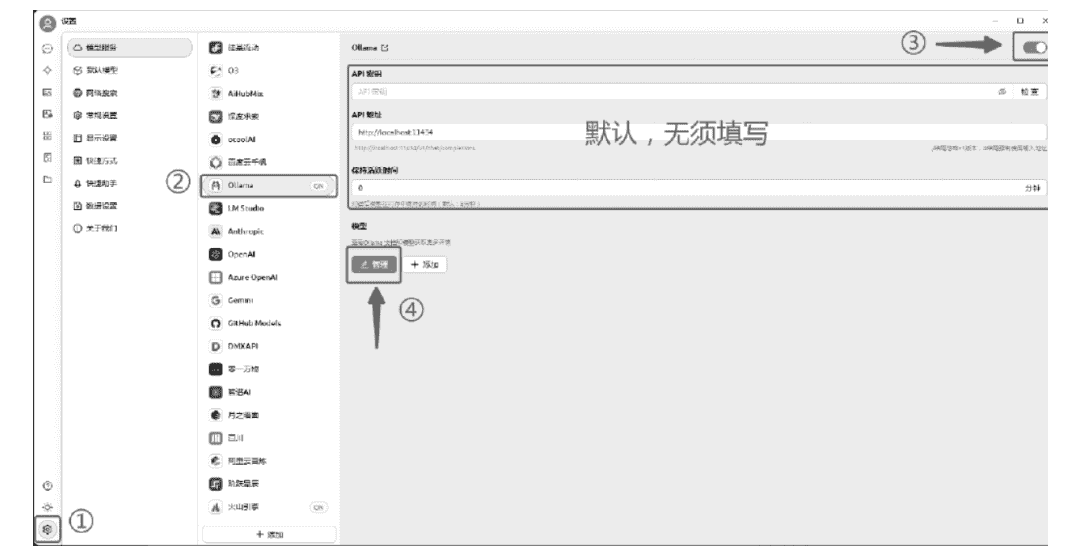 设置
模型服务
默认模型
网络搜索
常规设置
显示设置
快捷方式
快捷助手
数据设置
关于我们
①
硅基流动
O3
AiHubMix
深度求索
ocoolAI
百度云千帆
②
Ollama ON
LM Studio
Anthropic
OpenAI
Azure OpenAI
Gemini
GitHub Models
DMXAPI
零一万物
智谱AI
月之暗面
百川
阿里云百炼
阶跃星辰
火山引擎 ON
+ 添加
Ollama
③
API 密钥
API 密钥
检查
API 地址
http://localhost:11434
默认，无须填写
保持活跃时间
0
分钟
模型
管理
+ 添加
④